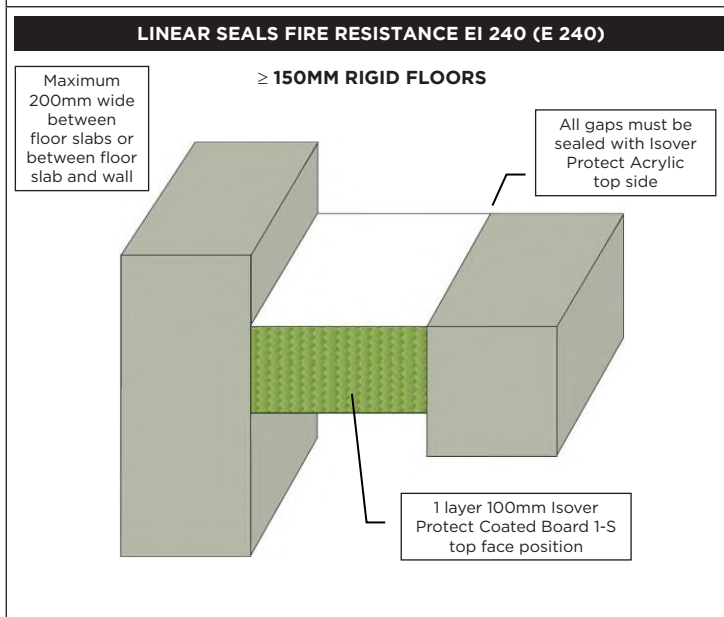 LINEAR SEALS FIRE RESISTANCE EI 240 (E 240)
≥ 150MM RIGID FLOORS
Maximum
200mm wide
between
floor slabs or
between floor
slab and wall
All gaps must be
sealed with Isover
Protect Acrylic
top side
1 layer 100mm Isover
Protect Coated Board 1-S
top face position